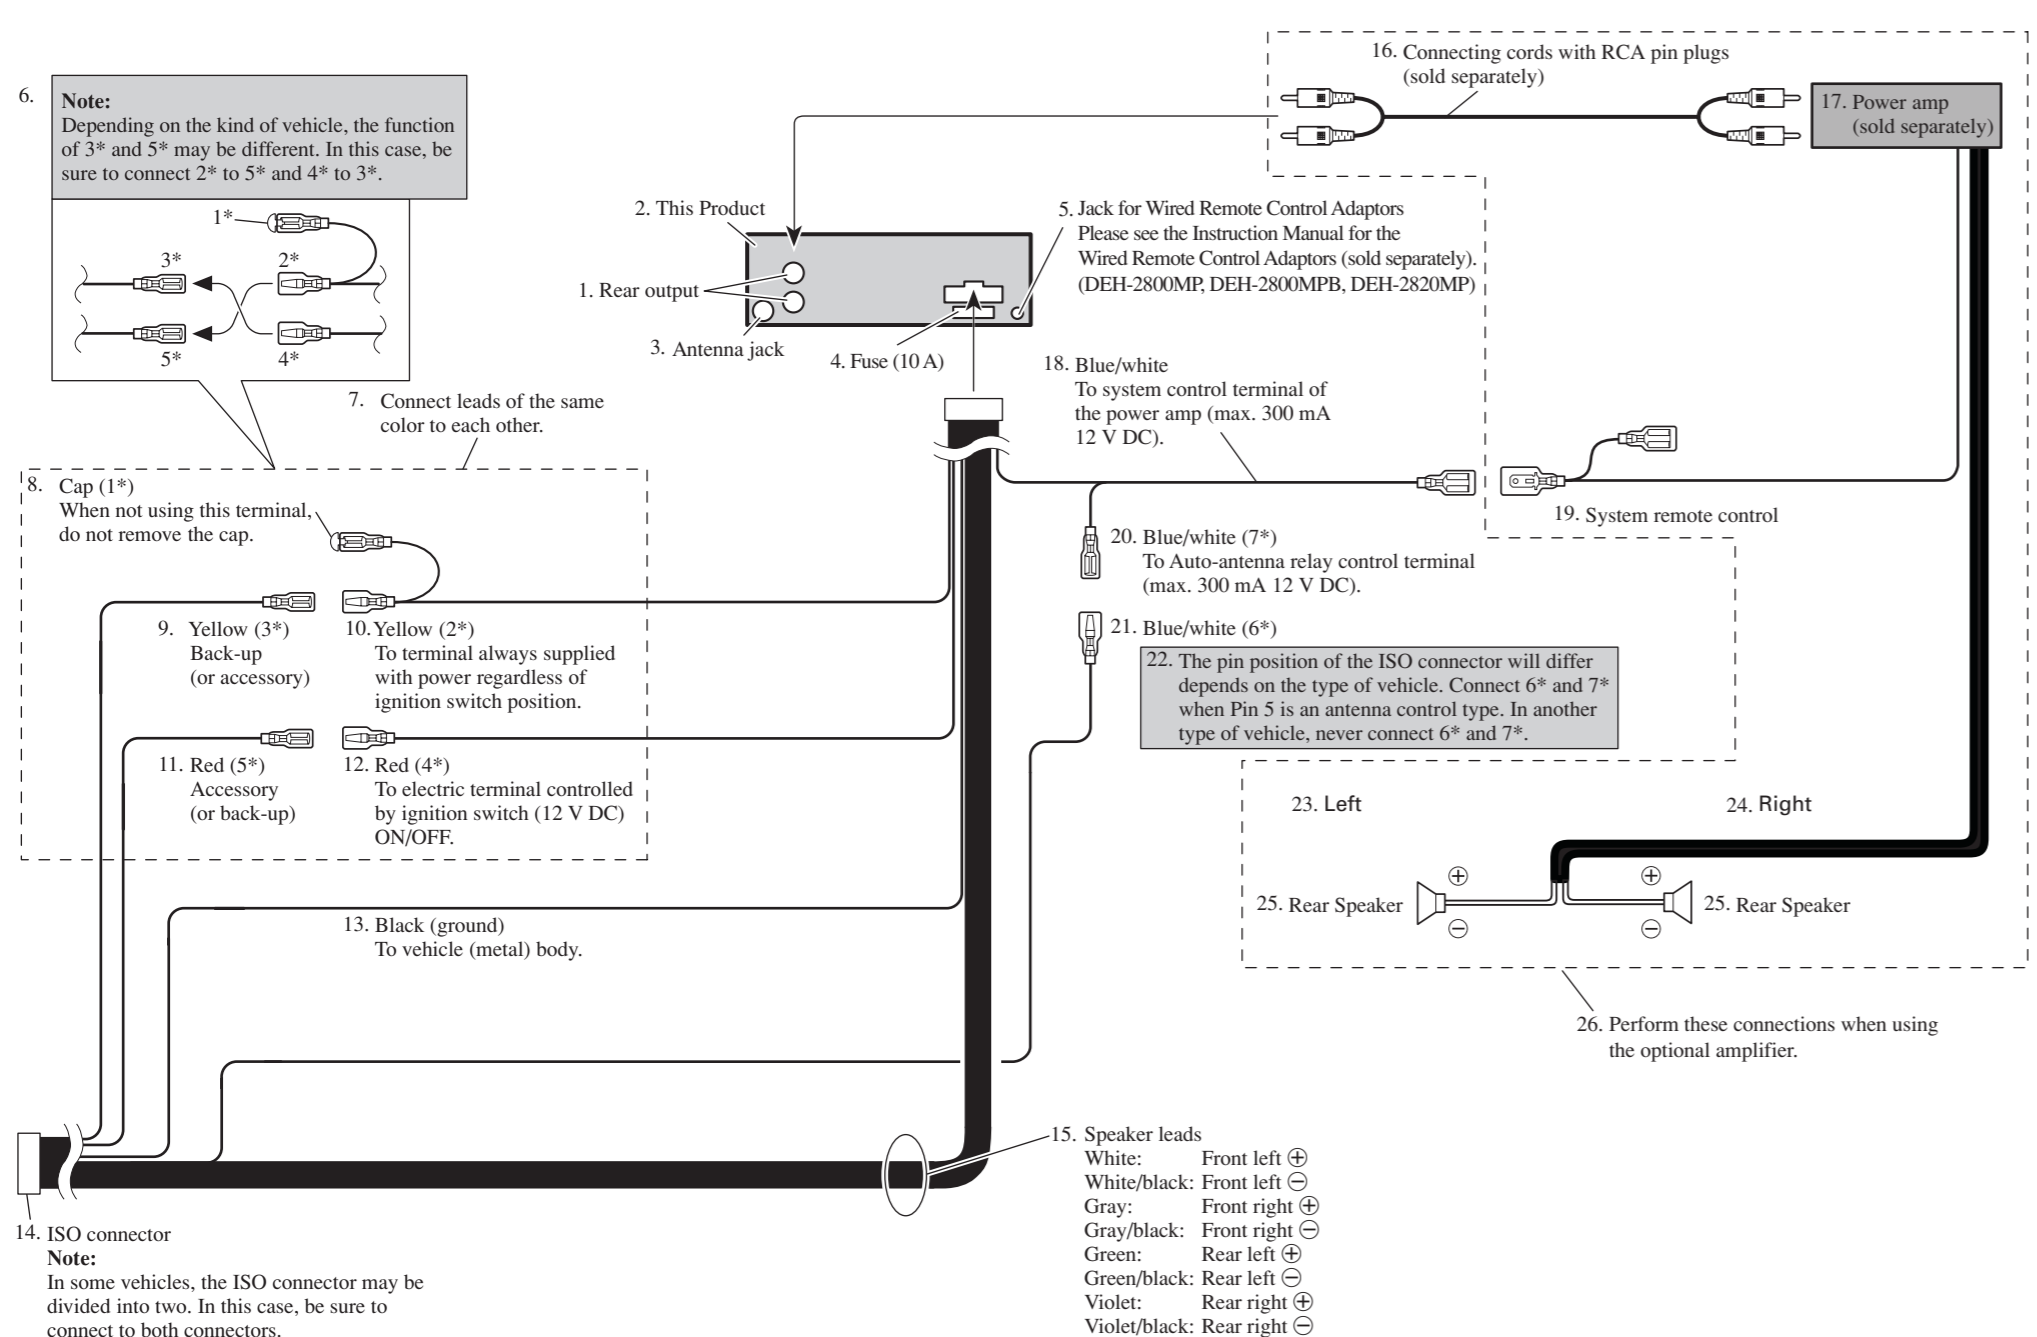 6. Note:
Depending on the kind of vehicle, the function
of 3* and 5* may be different. In this case, be
sure to connect 2* to 5* and 4* to 3*.
1*
3*
2*
5*
4*
7. Connect leads of the same
color to each other.
8. Cap (1*)
When not using this terminal,
do not remove the cap.
9. Yellow (3*)
Back-up
(or accessory)
10. Yellow (2*)
To terminal always supplied
with power regardless of
ignition switch position.
11. Red (5*)
Accessory
(or back-up)
12. Red (4*)
To electric terminal controlled
by ignition switch (12 V DC)
ON/OFF.
13. Black (ground)
To vehicle (metal) body.
14. ISO connector
Note:
In some vehicles, the ISO connector may be
divided into two. In this case, be sure to
connect to both connectors.
2. This Product
1. Rear output
3. Antenna jack
4. Fuse (10 A)
5. Jack for Wired Remote Control Adaptors
Please see the Instruction Manual for the
Wired Remote Control Adaptors (sold separately).
(DEH-2800MP, DEH-2800MPB, DEH-2820MP)
16. Connecting cords with RCA pin plugs
(sold separately)
17. Power amp
(sold separately)
18. Blue/white
To system control terminal of
the power amp (max. 300 mA
12 V DC).
19. System remote control
20. Blue/white (7*)
To Auto-antenna relay control terminal
(max. 300 mA 12 V DC).
21. Blue/white (6*)
22. The pin position of the ISO connector will differ
depends on the type of vehicle. Connect 6* and 7*
when Pin 5 is an antenna control type. In another
type of vehicle, never connect 6* and 7*.
23. Left
24. Right
⊕
⊕
25. Rear Speaker
25. Rear Speaker
⊖
⊖
26. Perform these connections when using
the optional amplifier.
15. Speaker leads
White: Front left ⊕
White/black: Front left ⊖
Gray: Front right ⊕
Gray/black: Front right ⊖
Green: Rear left ⊕
Green/black: Rear left ⊖
Violet: Rear right ⊕
Violet/black: Rear right ⊖